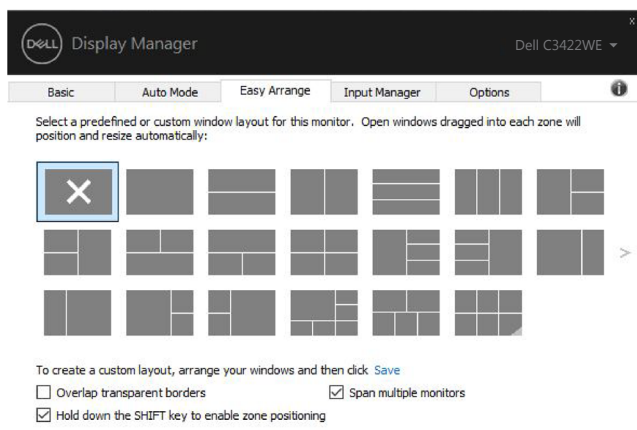 x
DELL Display Manager
Dell C3422WE
Basic Auto Mode Easy Arrange Input Manager Options
Select a predefined or custom window layout for this monitor. Open windows dragged into each zone will
position and resize automatically:
>
To create a custom layout, arrange your windows and then click Save
Overlap transparent borders Span multiple monitors
Hold down the SHIFT key to enable zone positioning